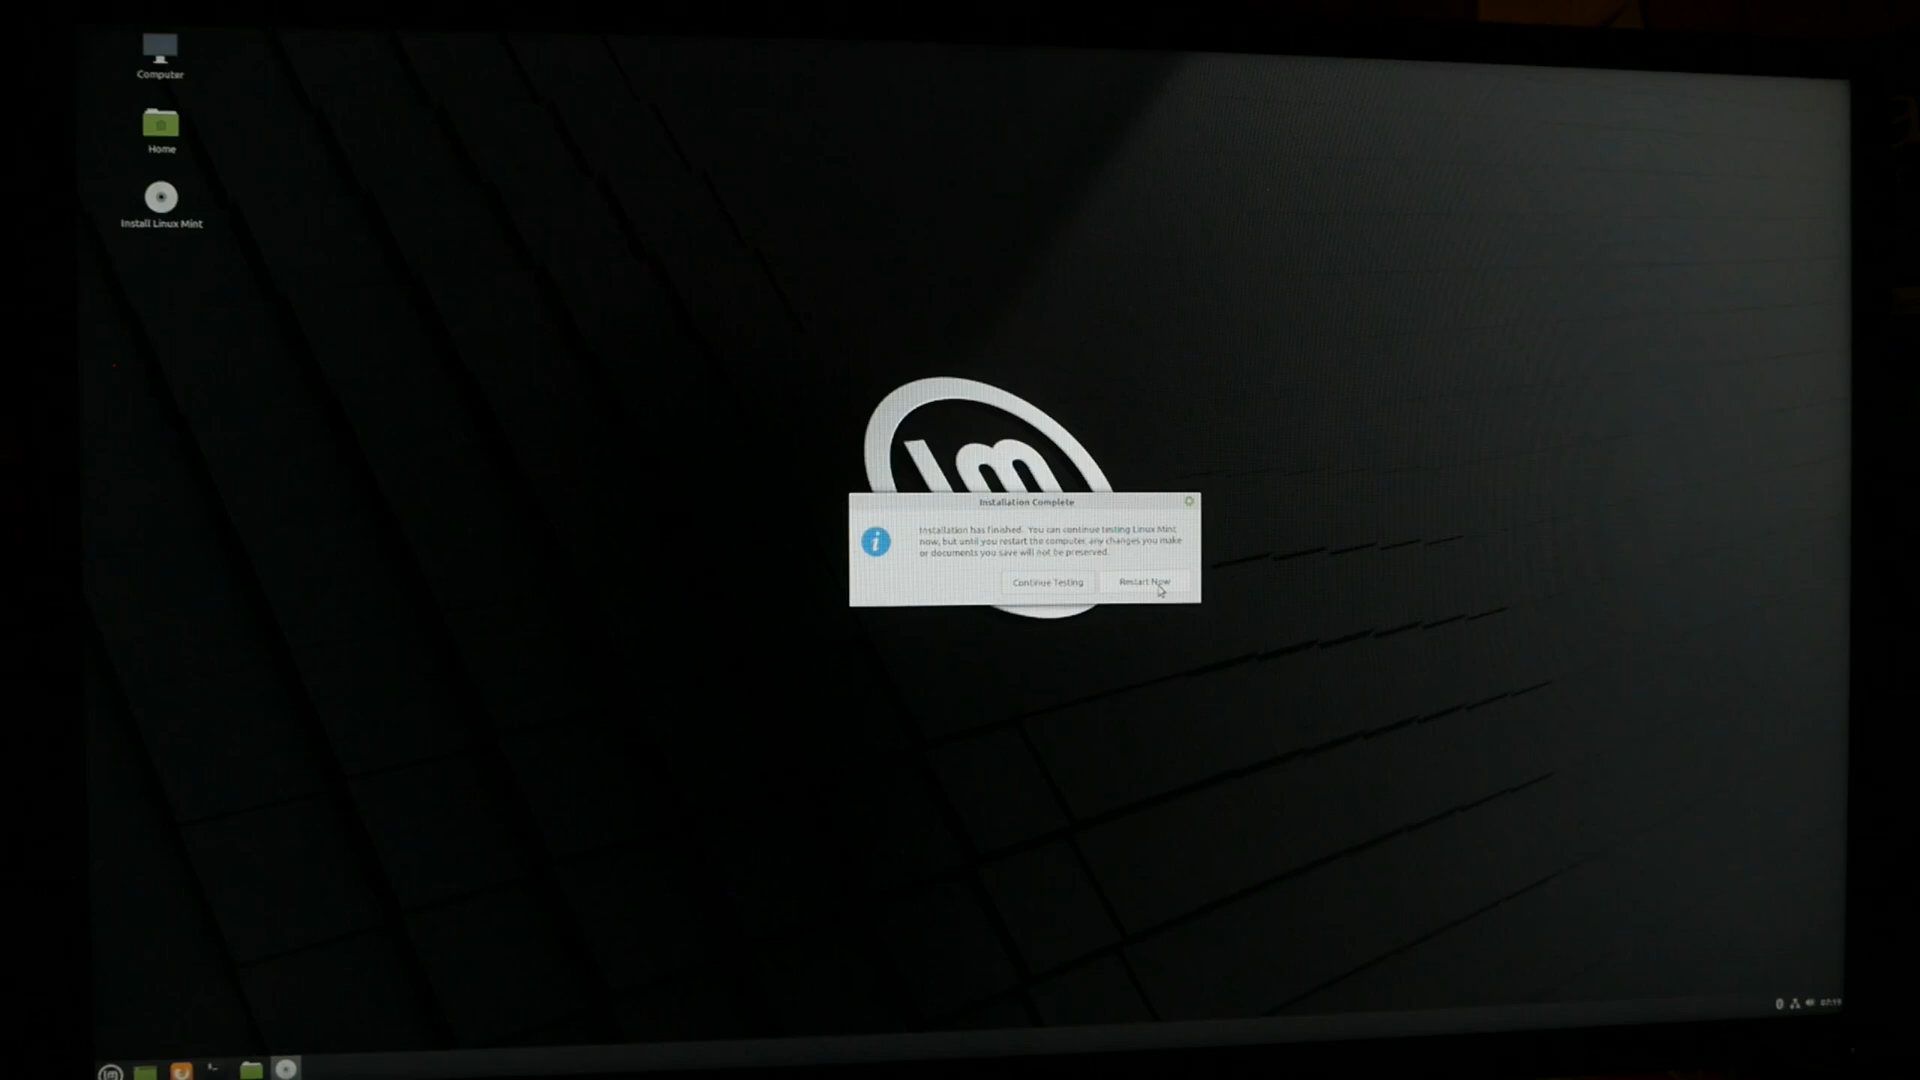 Computer
Home
Install Linux Mint
lm
Installation Complete
Installation has finished. You can continue testing Linux Mint
now, but until you restart the computer, any changes you make
or documents you save will not be preserved.
Continue Testing
Restart Now